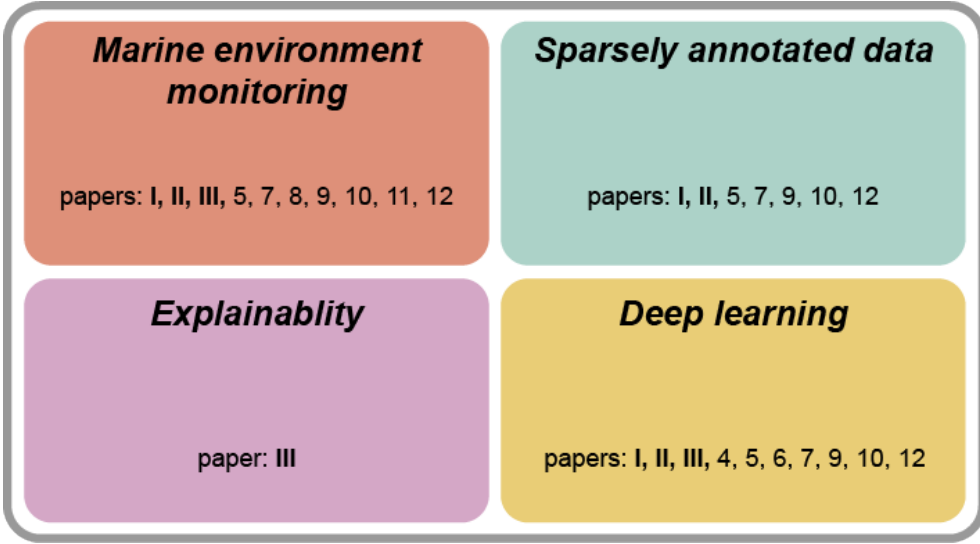 Marine environment
monitoring
papers: I, II, III, 5, 7, 8, 9, 10, 11, 12
Sparsely annotated data
papers: I, II, 5, 7, 9, 10, 12
Explainablity
paper: III
Deep learning
papers: I, II, III, 4, 5, 6, 7, 9, 10, 12